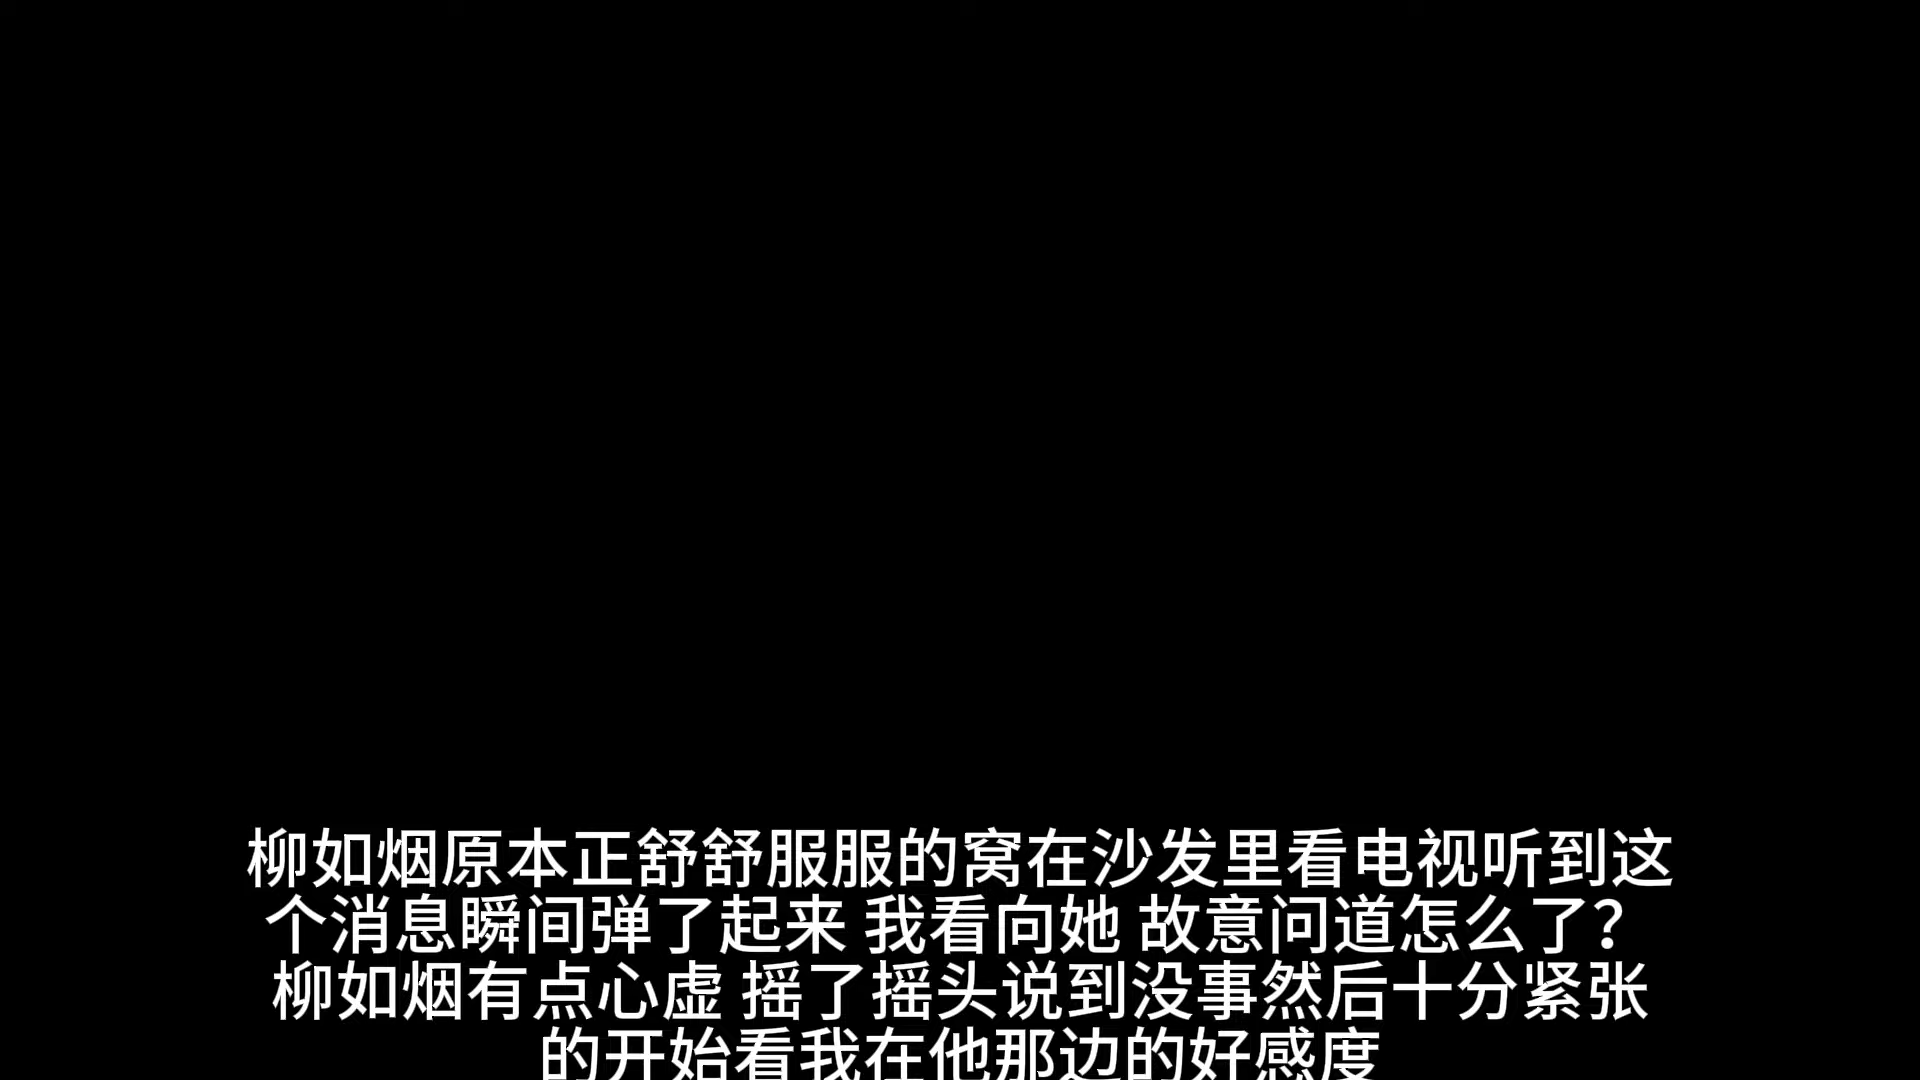 柳如烟原本正舒舒服服的窝在沙发里看电视听到这
个消息瞬间弹了起来 我看向她 故意问道怎么了？
柳如烟有点心虚 摇了摇头说到没事然后十分紧张
的开始看我在他那边的好感度